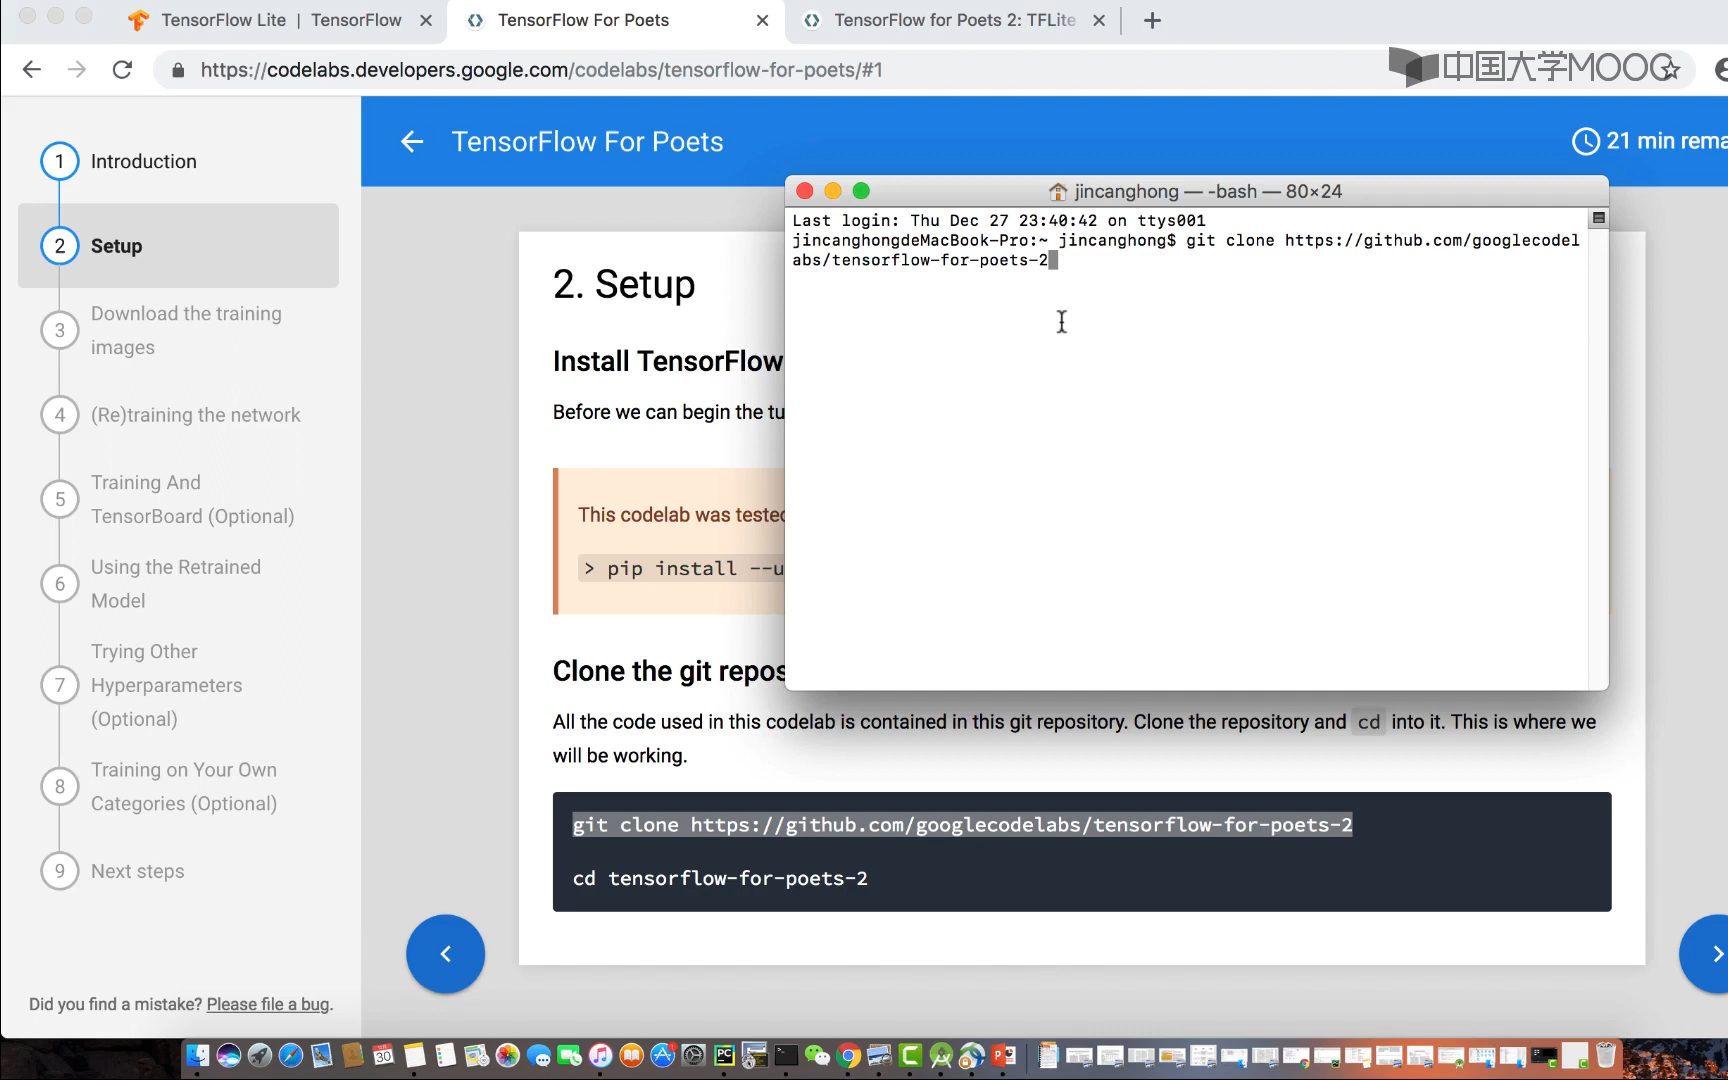 TensorFlow Lite | TensorFlow
TensorFlow For Poets
TensorFlow for Poets 2: TFLite
https://codelabs.developers.google.com/codelabs/tensorflow-for-poets/#1
中国大学MOOC
TensorFlow For Poets
21 min rema
1 Introduction
2 Setup
3 Download the training
images
4 (Re)training the network
5 Training And
TensorBoard (Optional)
6 Using the Retrained
Model
7 Trying Other
Hyperparameters
(Optional)
8 Training on Your Own
Categories (Optional)
9 Next steps
Did you find a mistake? Please file a bug.
jincanghong — -bash — 80×24
Last login: Thu Dec 27 23:40:42 on ttys001
jincanghongdeMacBook-Pro:~ jincanghong$ git clone https://github.com/googlecodel
abs/tensorflow-for-poets-2
2. Setup
Install TensorFlow
Before we can begin the tu
This codelab was tested
> pip install --u
Clone the git repos
All the code used in this codelab is contained in this git repository. Clone the repository and cd into it. This is where we
will be working.
git clone https://github.com/googlecodelabs/tensorflow-for-poets-2
cd tensorflow-for-poets-2
30
PC